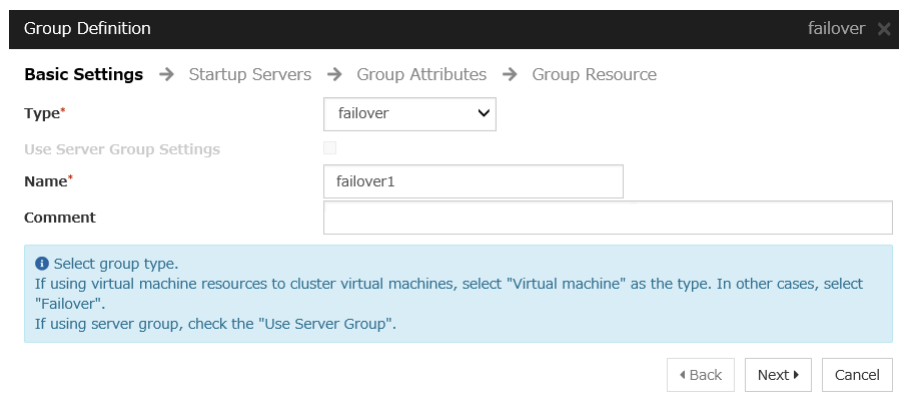 Group Definition failover
Basic Settings → Startup Servers → Group Attributes → Group Resource
Type* failover
Use Server Group Settings
Name* failover1
Comment
Select group type.
If using virtual machine resources to cluster virtual machines, select "Virtual machine" as the type. In other cases, select
"Failover".
If using server group, check the "Use Server Group".
Back Next Cancel